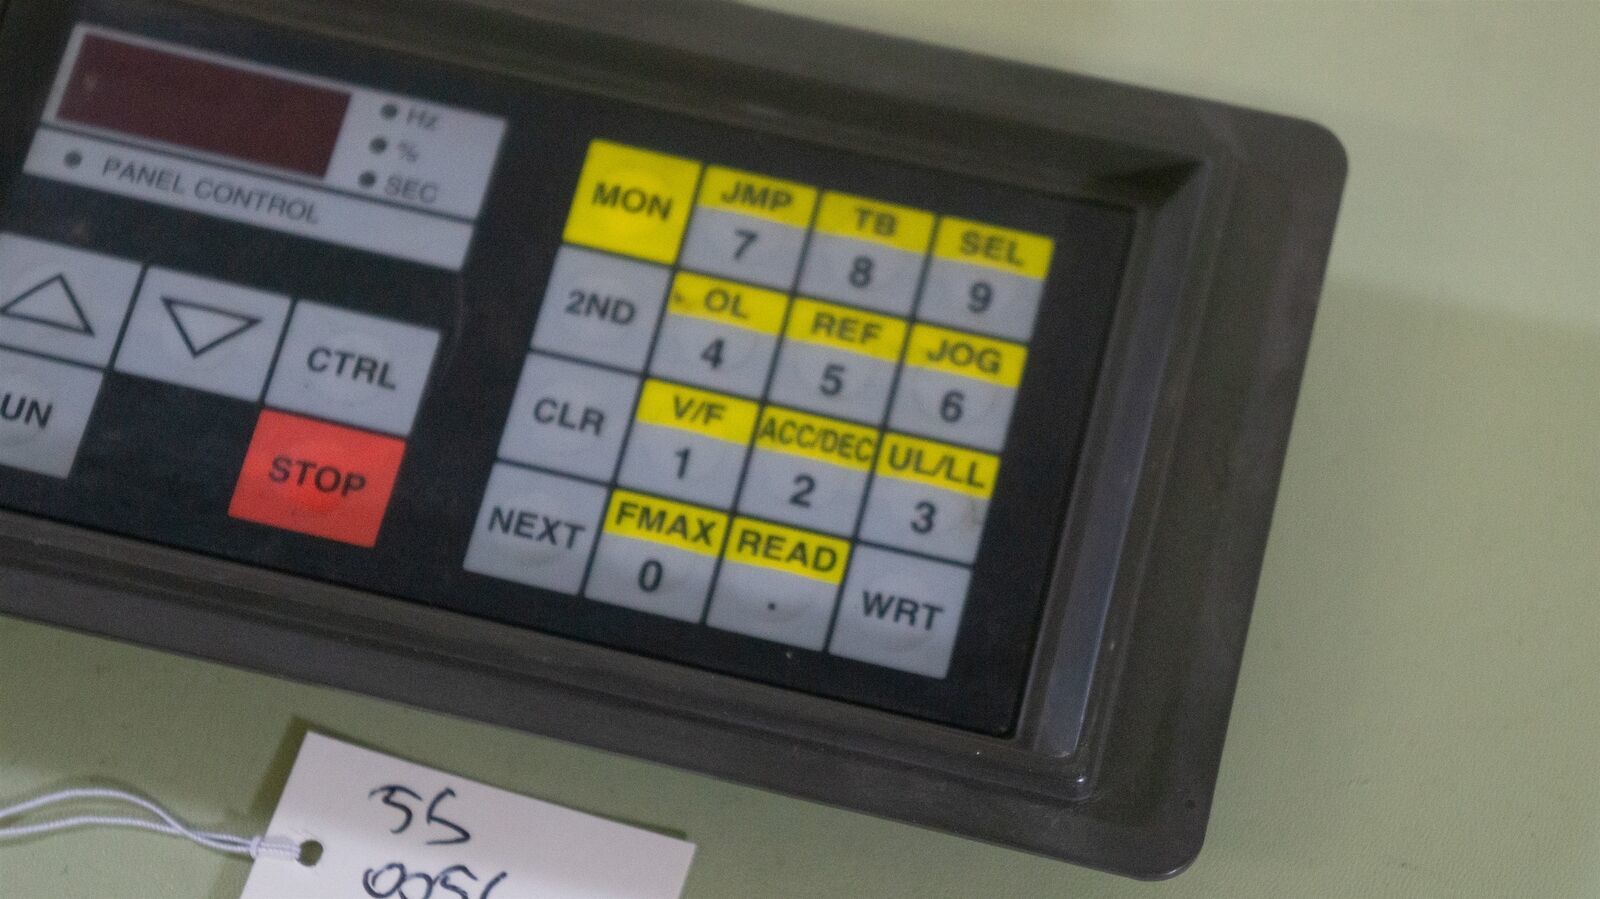 Hz
%
SEC
PANEL CONTROL
MON JMP TB SEL
7 8 9
2ND OL REF JOG
4 5 6
CTRL
CLR V/F ACC/DEC UL/LL
1 2 3
UN STOP
NEXT FMAX READ WRT
0 .